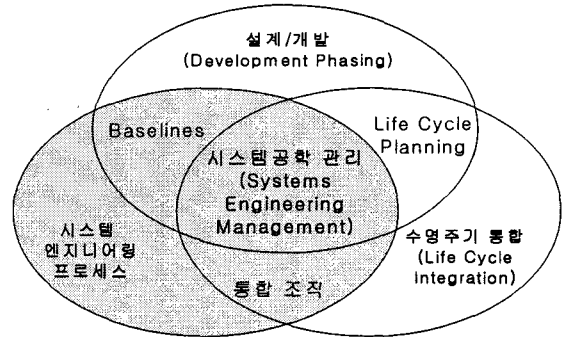 설계/개발
(Development Phasing)
Baselines
Life Cycle
Planning
시스템공학 관리
(Systems
Engineering
Management)
시스템
엔지니어링
프로세스
수명주기 통합
(Life Cycle
Integration)
통합 조직